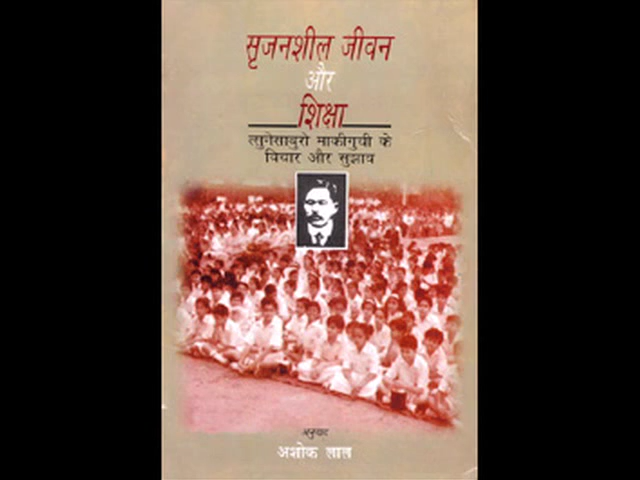 सृजनशील जीवन
और
शिक्षा
त्सुनेसाबुरो माकीगुची के
विचार और सुझाव
अनुवाद
अशोक लाल